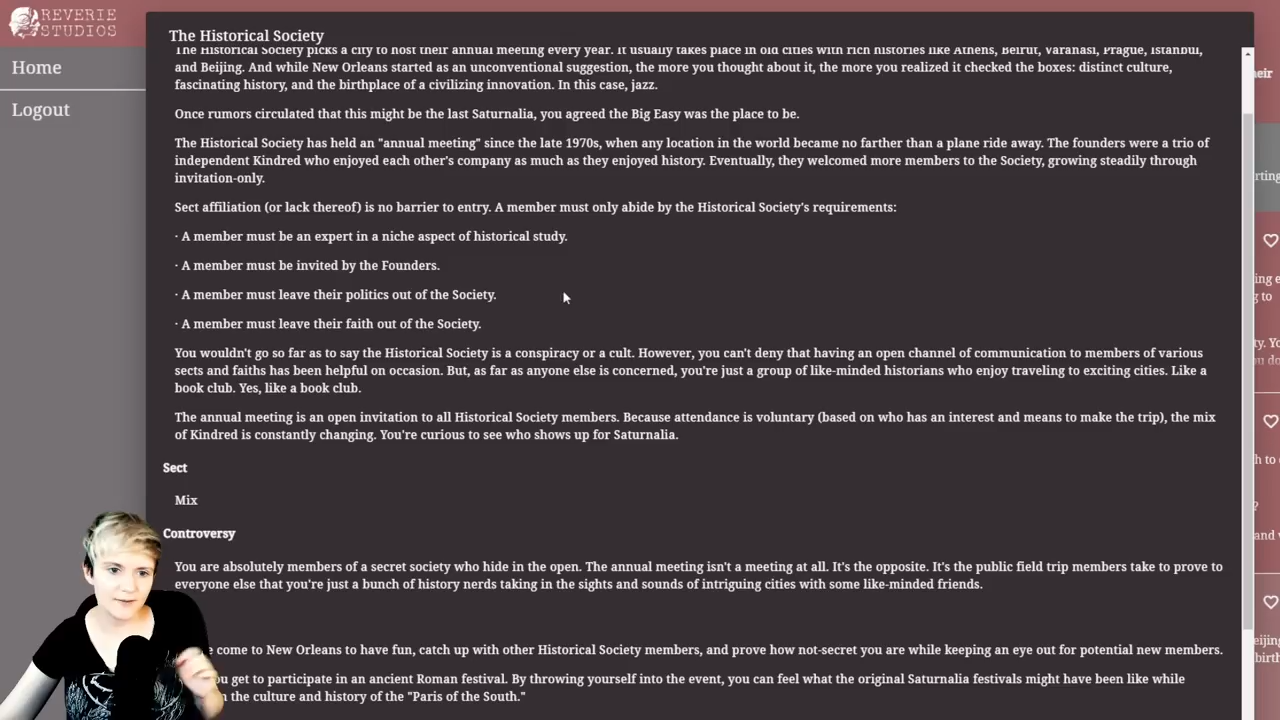 REVERIE
STUDIOS
Home
Logout
The Historical Society
The Historical Society picks a city to host their annual meeting every year. It usually takes place in old cities with rich histories like Athens, Beirut, Varanasi, Prague, Istanbul,
and Beijing. And while New Orleans started as an unconventional suggestion, the more you thought about it, the more you realized it checked the boxes: distinct culture,
fascinating history, and the birthplace of a civilizing innovation. In this case, jazz.
Once rumors circulated that this might be the last Saturnalia, you agreed the Big Easy was the place to be.
The Historical Society has held an "annual meeting" since the late 1970s, when any location in the world became no farther than a plane ride away. The founders were a trio of
independent Kindred who enjoyed each other's company as much as they enjoyed history. Eventually, they welcomed more members to the Society, growing steadily through
invitation-only.
Sect affiliation (or lack thereof) is no barrier to entry. A member must only abide by the Historical Society's requirements:
· A member must be an expert in a niche aspect of historical study.
· A member must be invited by the Founders.
· A member must leave their politics out of the Society.
· A member must leave their faith out of the Society.
You wouldn't go so far as to say the Historical Society is a conspiracy or a cult. However, you can't deny that having an open channel of communication to members of various
sects and faiths has been helpful on occasion. But, as far as anyone else is concerned, you're just a group of like-minded historians who enjoy traveling to exciting cities. Like a
book club. Yes, like a book club.
The annual meeting is an open invitation to all Historical Society members. Because attendance is voluntary (based on who has an interest and means to make the trip), the mix
of Kindred is constantly changing. You're curious to see who shows up for Saturnalia.
Sect
Mix
Controversy
You are absolutely members of a secret society who hide in the open. The annual meeting isn't a meeting at all. It's the opposite. It's the public field trip members take to prove to
everyone else that you're just a bunch of history nerds taking in the sights and sounds of intriguing cities with some like-minded friends.
come to New Orleans to have fun, catch up with other Historical Society members, and prove how not-secret you are while keeping an eye out for potential new members.
get to participate in an ancient Roman festival. By throwing yourself into the event, you can feel what the original Saturnalia festivals might have been like while
the culture and history of the "Paris of the South."